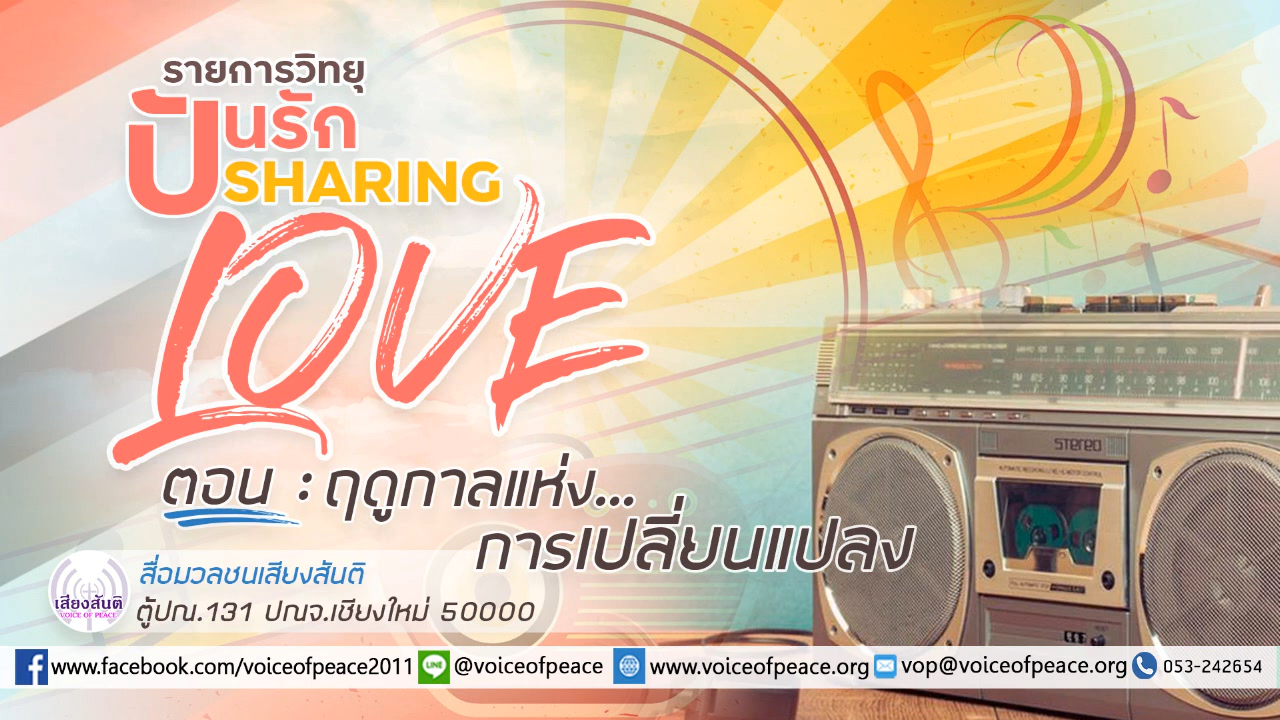 รายการวิทยุ
ปันรัก
SHARING
LOVE
ตอน : ฤดูกาลแห่ง...
การเปลี่ยนแปลง
STEREO
สื่อมวลชนเสียงสันติ
ตู้ปณ.131 ปณจ.เชียงใหม่ 50000
เสียงสันติ
VOICE OF PEACE
www.facebook.com/voiceofpeace2011 LINE @voiceofpeace www.voiceofpeace.org vop@voiceofpeace.org 053-242654